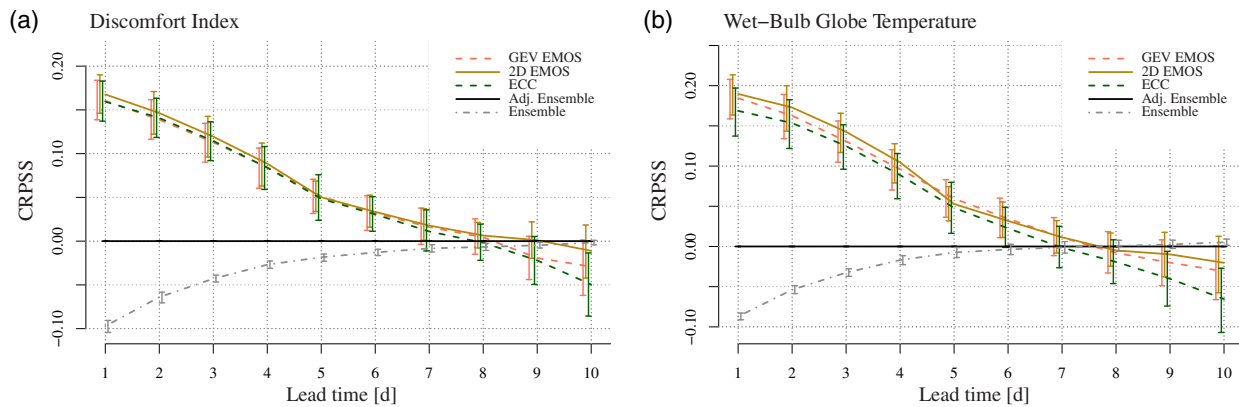 (a) Discomfort Index
GEV EMOS
2D EMOS
ECC
Adj. Ensemble
Ensemble
CRPSS
0.20
0.10
0.00
−0.10
1 2 3 4 5 6 7 8 9 10
Lead time [d]
(b) Wet−Bulb Globe Temperature
GEV EMOS
2D EMOS
ECC
Adj. Ensemble
Ensemble
CRPSS
0.20
0.10
0.00
−0.10
1 2 3 4 5 6 7 8 9 10
Lead time [d]